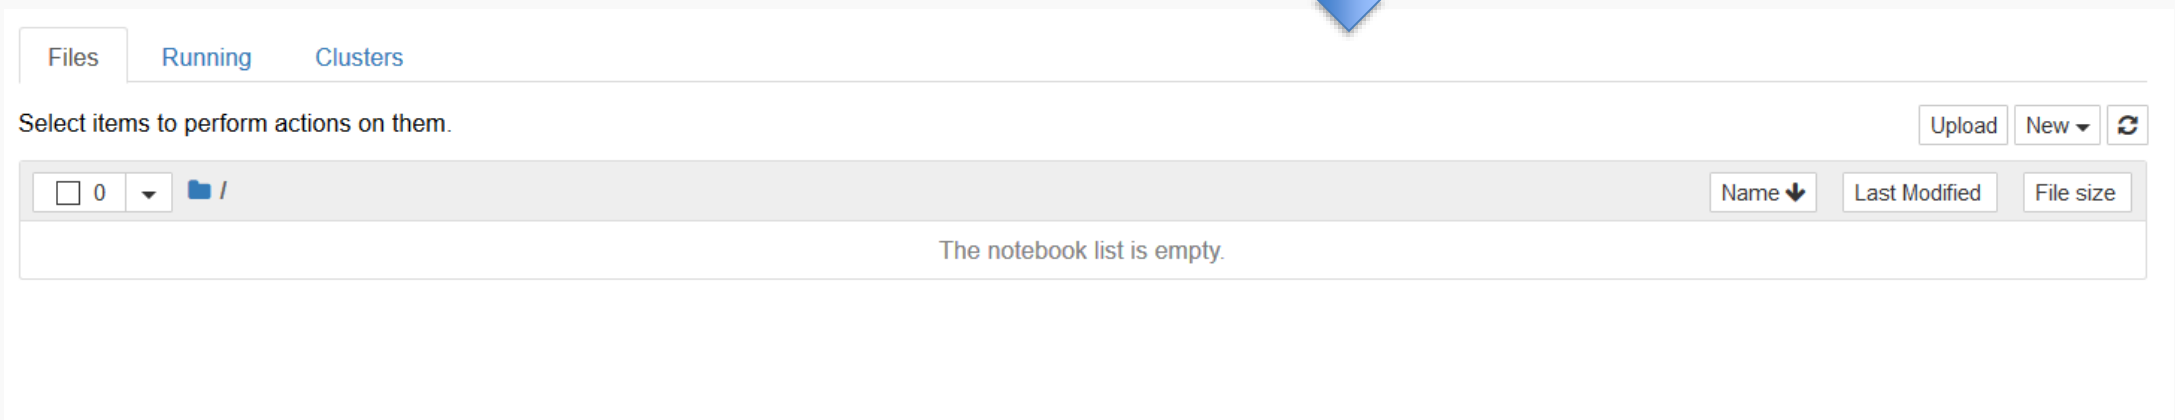 Files Running Clusters
Select items to perform actions on them.
Upload New
0 / Name Last Modified File size
The notebook list is empty.